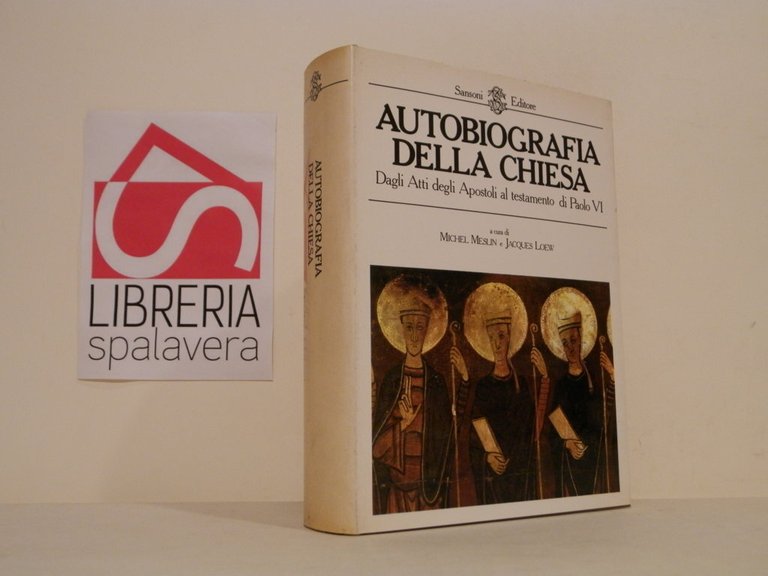 LIBRERIA
spalavera
AUTOBIOGRAFIA
DELLA CHIESA
Sansoni Editore
AUTOBIOGRAFIA
DELLA CHIESA
Dagli Atti degli Apostoli al testamento di Paolo VI
a cura di
MICHEL MESLIN e JACQUES LOEW